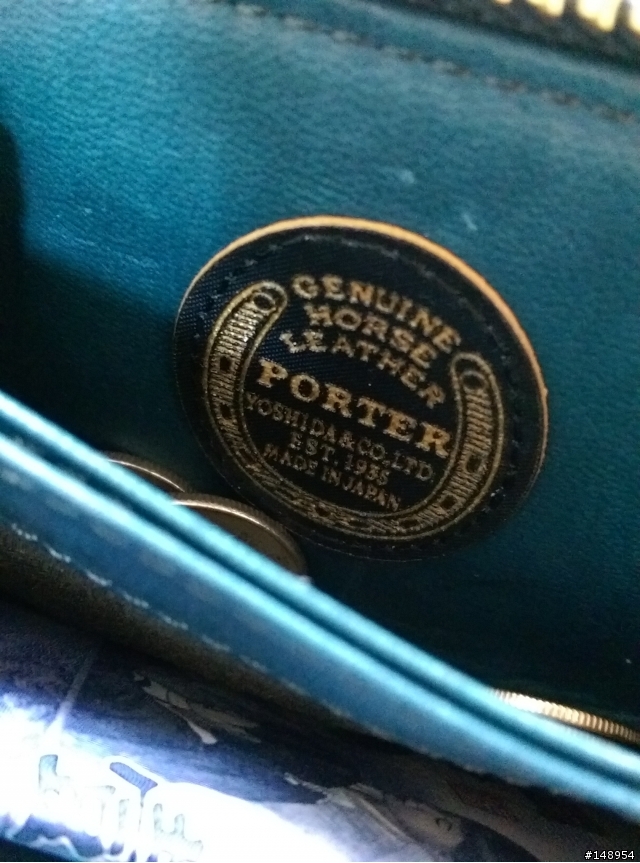 GENUINE
HORSE
LEATHER
PORTER
YOSHIDA & CO., LTD.
EST. 1935
MADE IN JAPAN
#148954